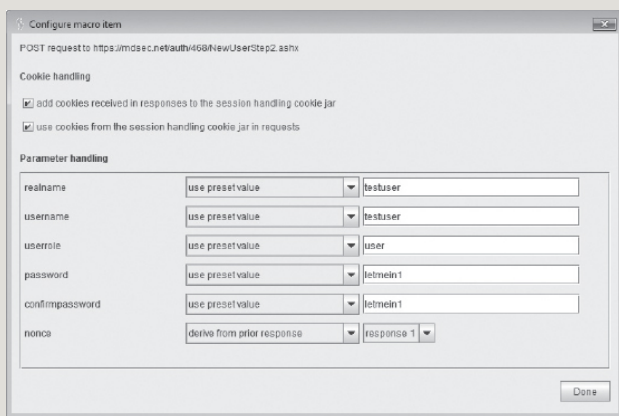 Configure macro item
POST request to https://mdsec.net/auth/468/NewUserStep2.ashx
Cookie handling
add cookies received in responses to the session handling cookie jar
use cookies from the session handling cookie jar in requests
Parameter handling
realname use preset value testuser
username use preset value testuser
userrole use preset value user
password use preset value letmein1
confirmpassword use preset value letmein1
nonce derive from prior response response 1
Done